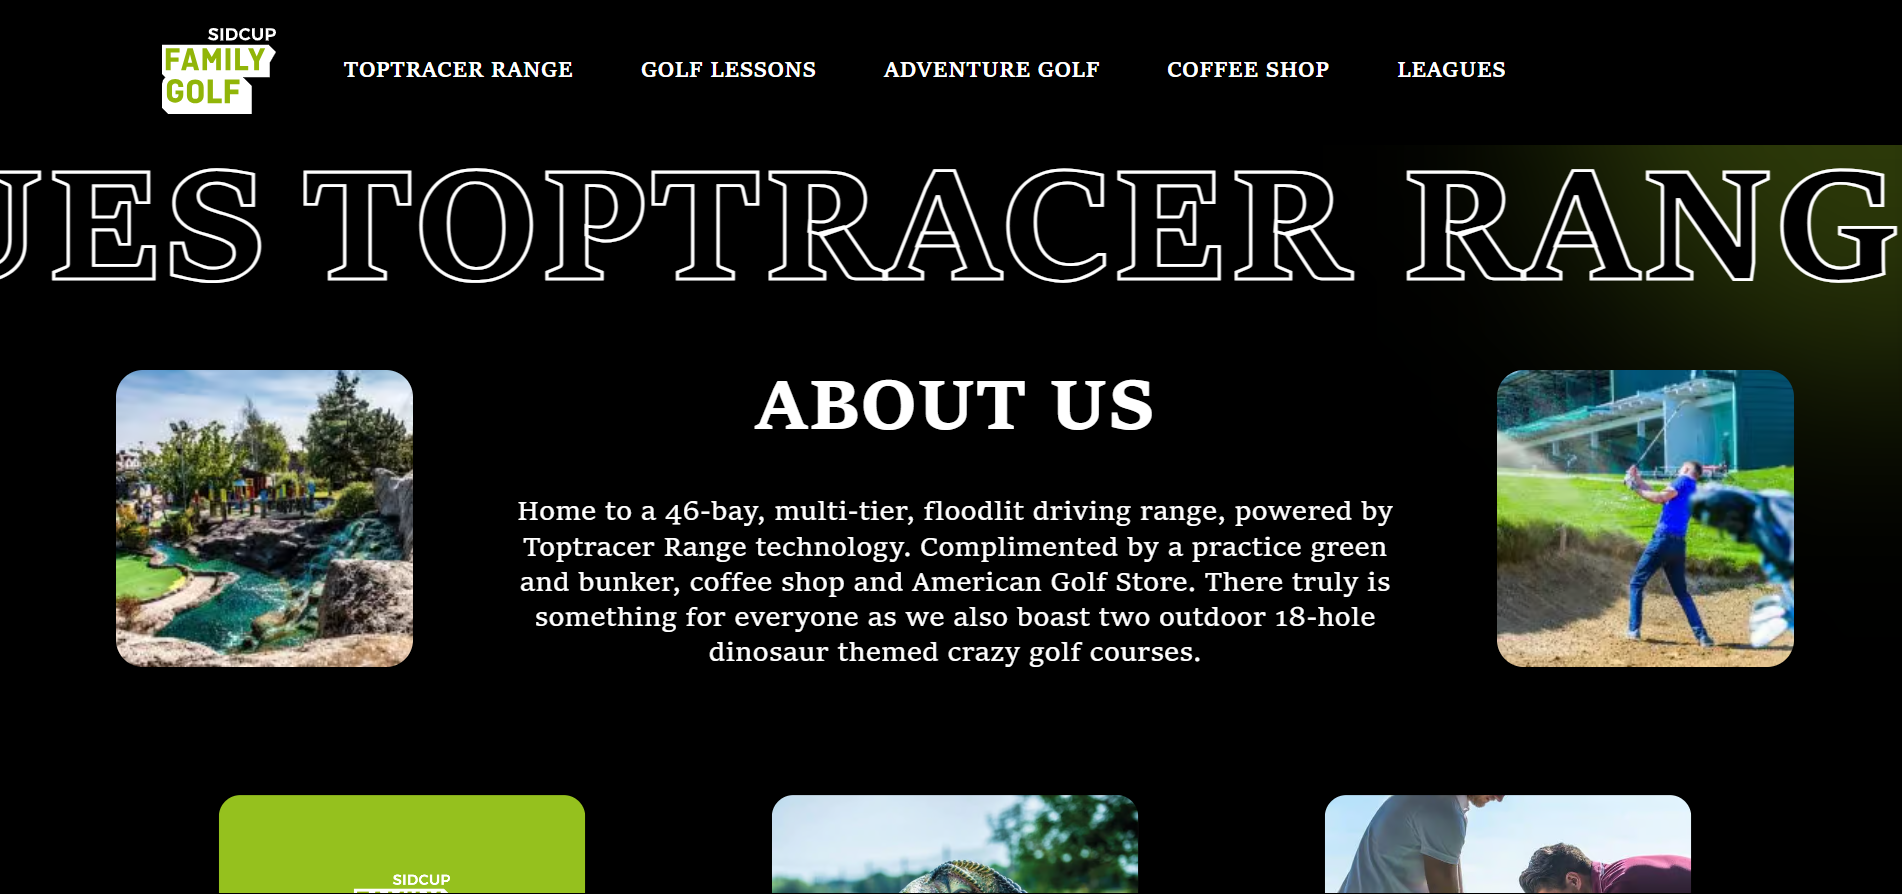 SIDCUP
FAMILY
GOLF
TOPTRACER RANGE
GOLF LESSONS
ADVENTURE GOLF
COFFEE SHOP
LEAGUES
UES TOPTRACER RANG
ABOUT US
Home to a 46-bay, multi-tier, floodlit driving range, powered by
Toptracer Range technology. Complimented by a practice green
and bunker, coffee shop and American Golf Store. There truly is
something for everyone as we also boast two outdoor 18-hole
dinosaur themed crazy golf courses.
SIDCUP